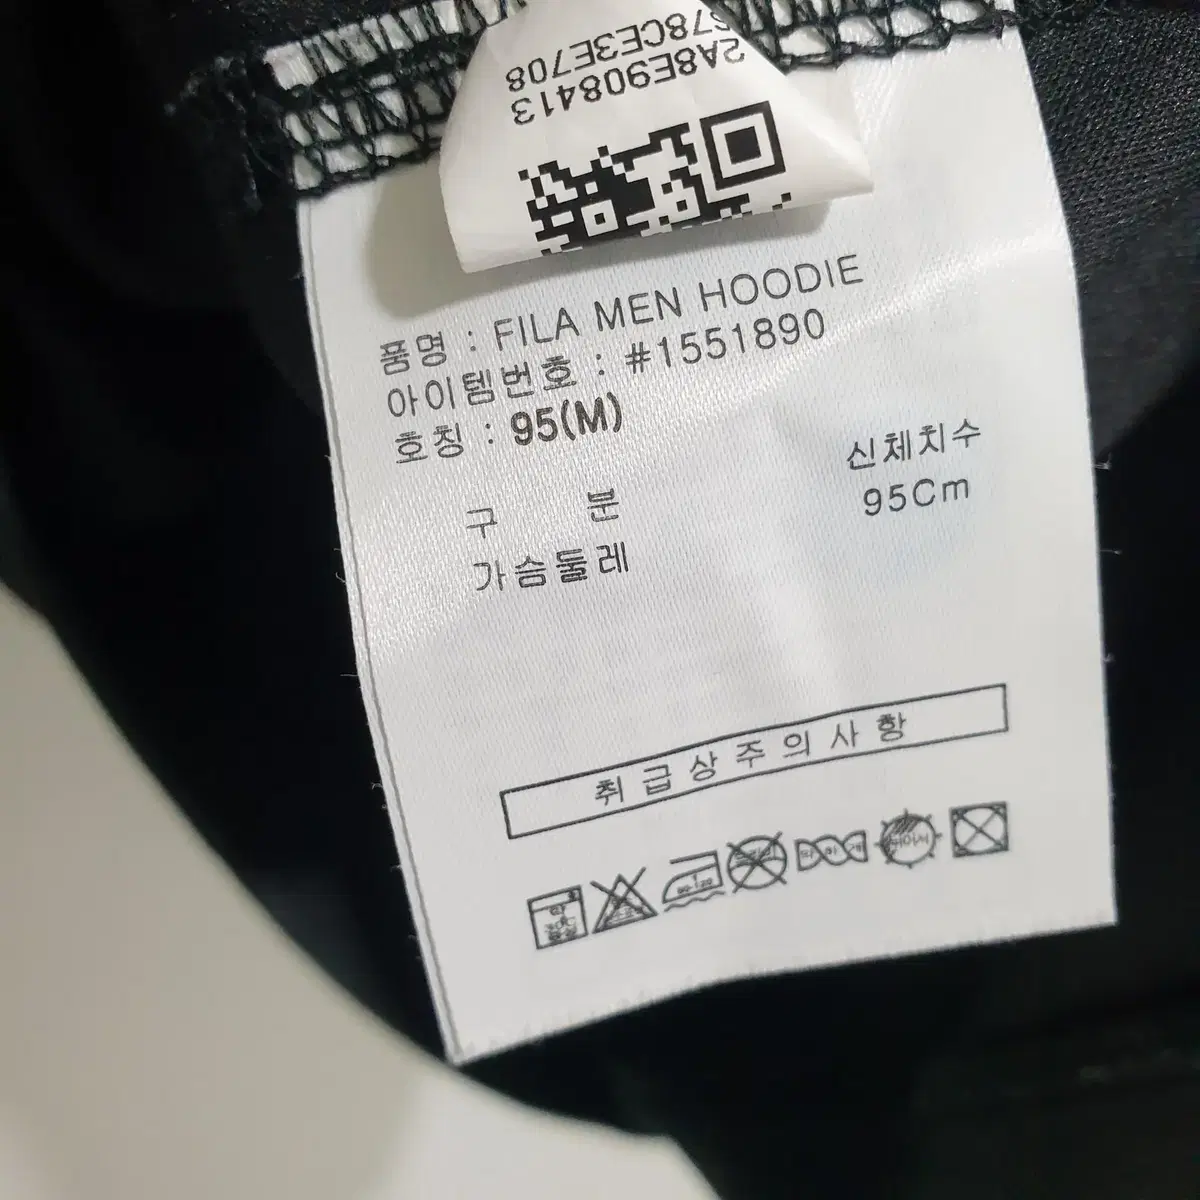 S78CE3E708
2A8E908413
품명 : FILA MEN HOODIE
아이템번호 : #1551890
호칭 : 95(M)
구 분 신체치수
가슴둘레 95Cm
취급상주의사항